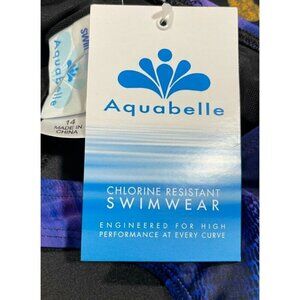 Aquabelle
14
MADE IN
CHINA
Aquabelle
CHLORINE RESISTANT
SWIMWEAR
ENGINEERED FOR HIGH
PERFORMANCE AT EVERY CURVE